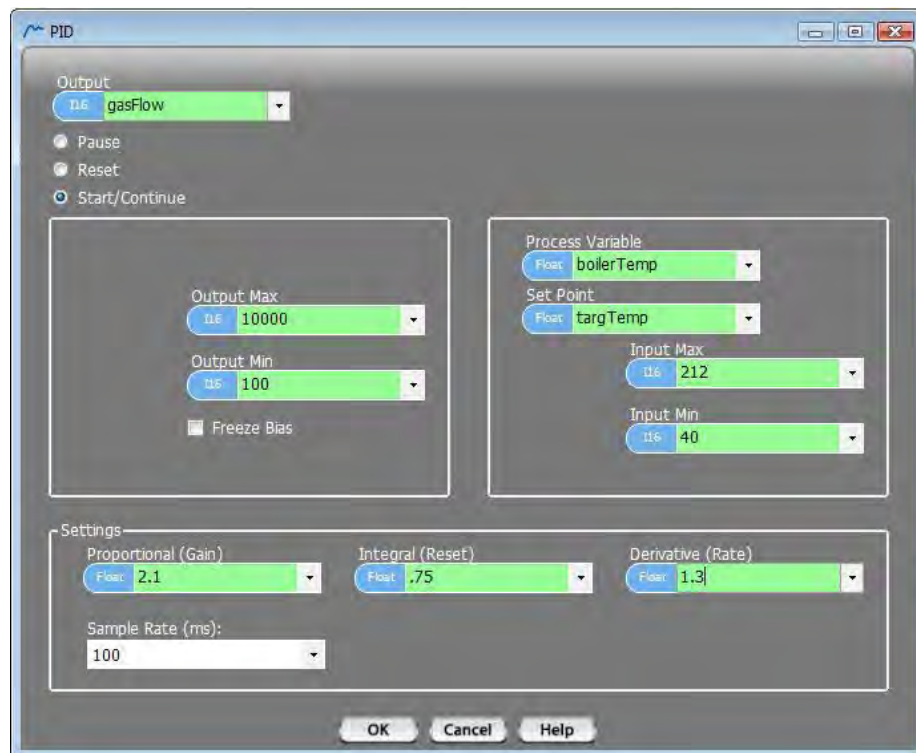 PID
Output
I16 gasFlow
Pause
Reset
Start/Continue
Output Max
I16 10000
Output Min
I16 100
Freeze Bias
Process Variable
Float boilerTemp
Set Point
Float targTemp
Input Max
I16 212
Input Min
I16 40
Settings
Proportional (Gain) Integral (Reset) Derivative (Rate)
Float 2.1 Float .75 Float 1.3
Sample Rate (ms):
100
OK Cancel Help